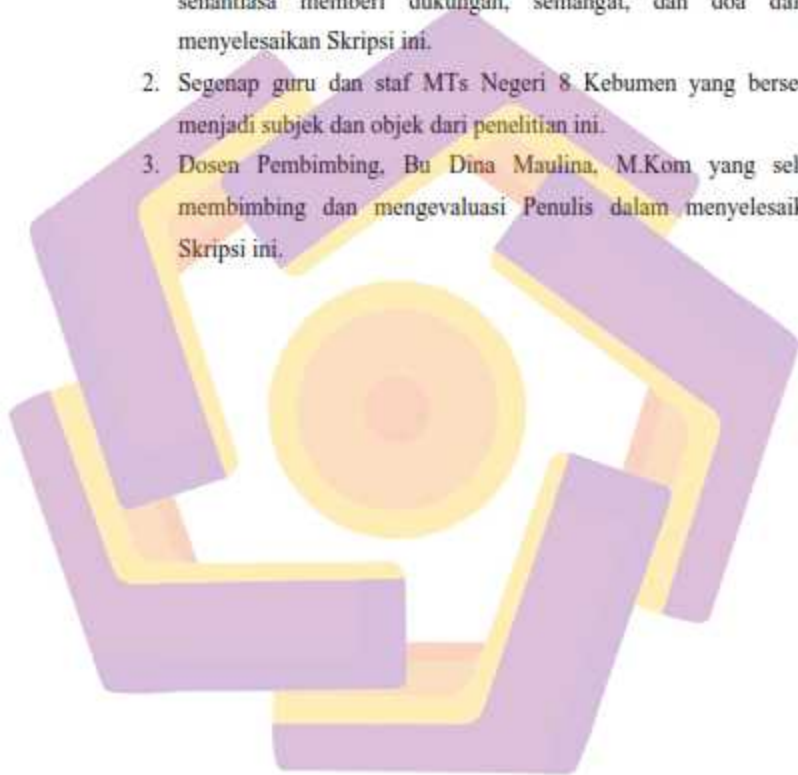 senantiasa memberi dukungan, semangat, dan doa
menyelesaikan Skripsi ini.
2. Segenap guru dan staf MTs Negeri 8 Kebumen yang berse
menjadi subjek dan objek dari penelitian ini.
3. Dosen Pembimbing, Bu Dina Maulina, M.Kom yang sel
membimbing dan mengevaluasi Penulis dalam menyelesaik
Skripsi ini.